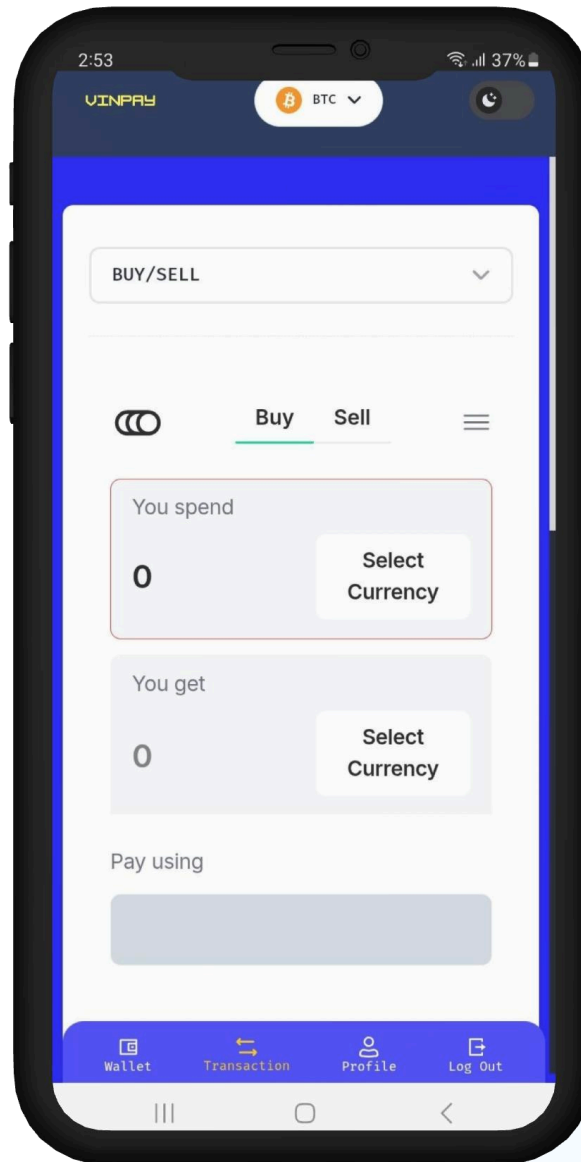 2:53
37%
VINPAY
BTC
BUY/SELL
Buy Sell
You spend
0
Select
Currency
You get
0
Select
Currency
Pay using
Wallet Transaction Profile Log Out